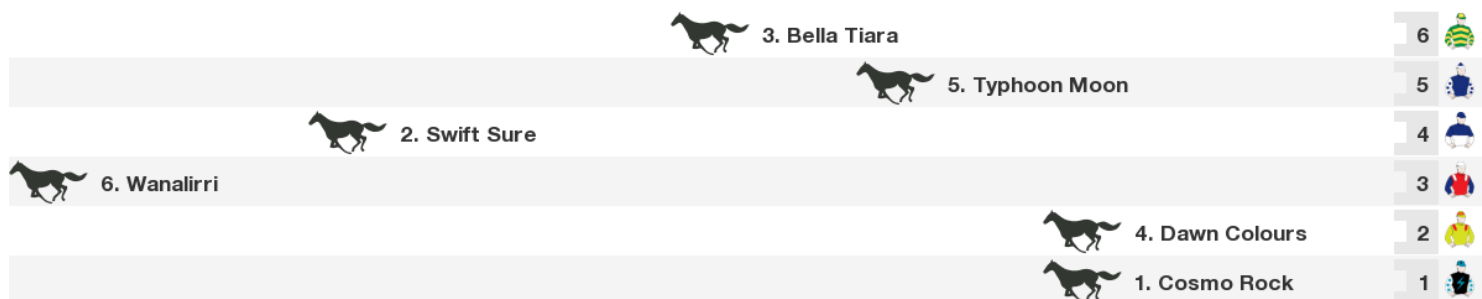 3. Bella Tiara 6
5. Typhoon Moon 5
2. Swift Sure 4
6. Wanalirri 3
4. Dawn Colours 2
1. Cosmo Rock 1